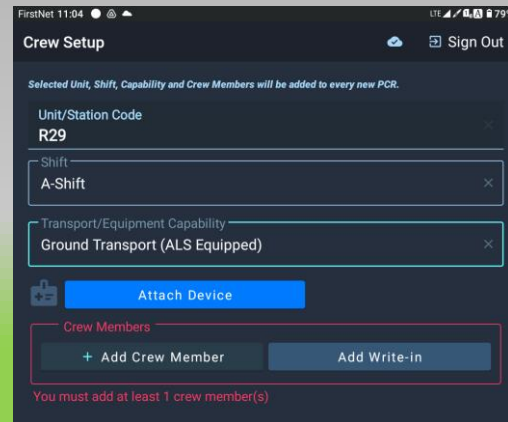 FirstNet 11:04
LTE 79%
Crew Setup
Sign Out
Selected Unit, Shift, Capability and Crew Members will be added to every new PCR.
Unit/Station Code
R29
Shift
A-Shift
Transport/Equipment Capability
Ground Transport (ALS Equipped)
Attach Device
Crew Members
+ Add Crew Member
Add Write-in
You must add at least 1 crew member(s)